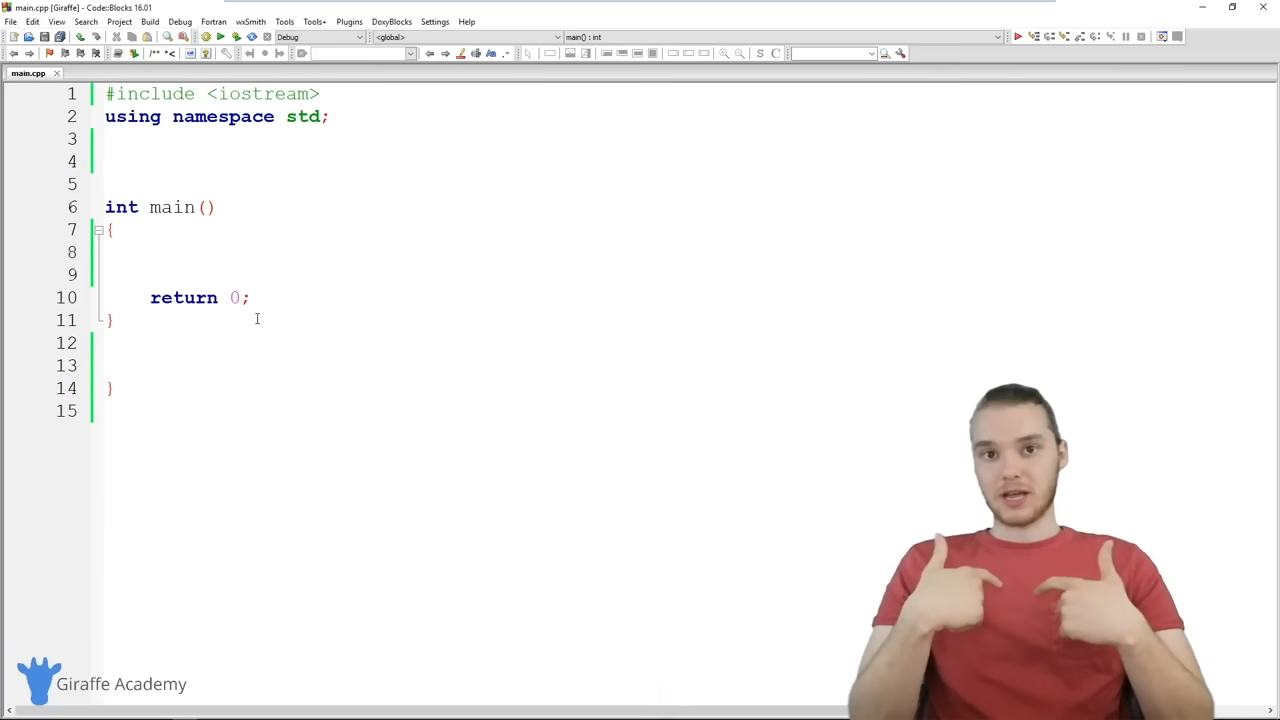 main.cpp [Giraffe] - Code::Blocks 16.01
File Edit View Search Project Build Debug Fortran wxSmith Tools Tools+ Plugins DoxyBlocks Settings Help
Debug <global> main() : int
/** *<
S C
main.cpp
1 #include <iostream>
2 using namespace std;
3
4
5
6 int main()
7 {
8
9
10 return 0;
11 }
12
13
14 }
15
Giraffe Academy